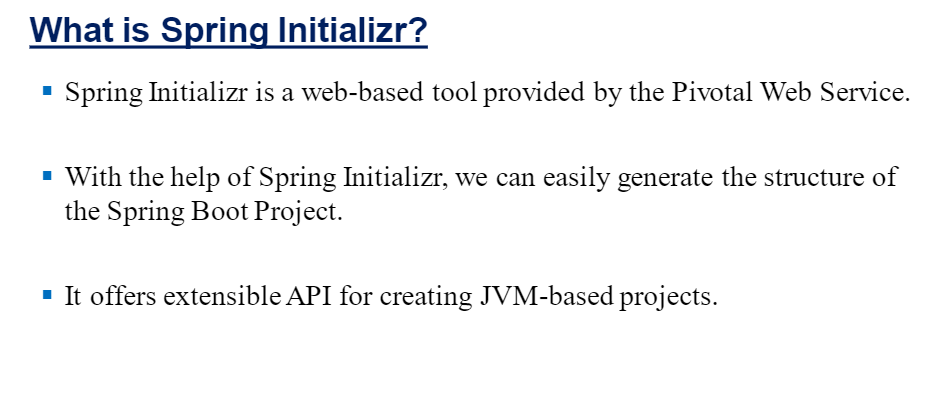 What is Spring Initializr?
▪ Spring Initializr is a web-based tool provided by the Pivotal Web Service.
▪ With the help of Spring Initializr, we can easily generate the structure of
the Spring Boot Project.
▪ It offers extensible API for creating JVM-based projects.